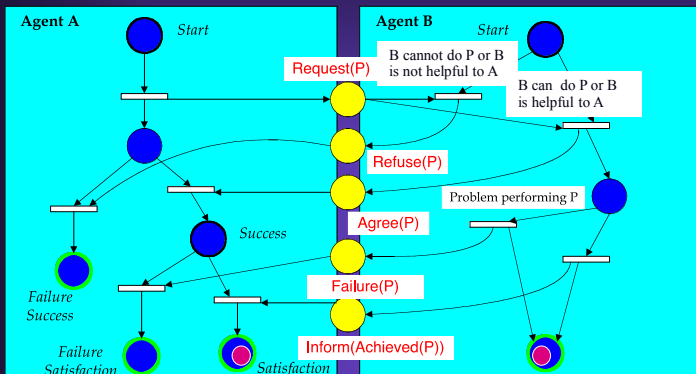 Agent A
Start
Agent B
Start
Request(P)
B cannot do P or B
is not helpful to A
B can do P or B
is helpful to A
Refuse(P)
Problem performing P
Agree(P)
Success
Failure(P)
Failure
Success
Inform(Achieved(P))
Failure
Satisfaction
Satisfaction